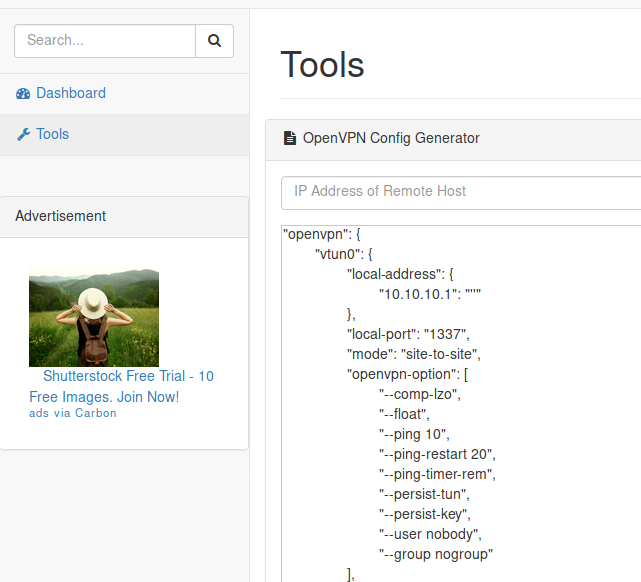 Search...
Dashboard
Tools
Advertisement
Shutterstock Free Trial - 10
Free Images. Join Now!
ads via Carbon
Tools
OpenVPN Config Generator
IP Address of Remote Host
"openvpn": {
"vtun0": {
"local-address": {
"10.10.10.1": "''"
},
"local-port": "1337",
"mode": "site-to-site",
"openvpn-option": [
"--comp-lzo",
"--float",
"--ping 10",
"--ping-restart 20",
"--ping-timer-rem",
"--persist-tun",
"--persist-key",
"--user nobody",
"--group nogroup"
],